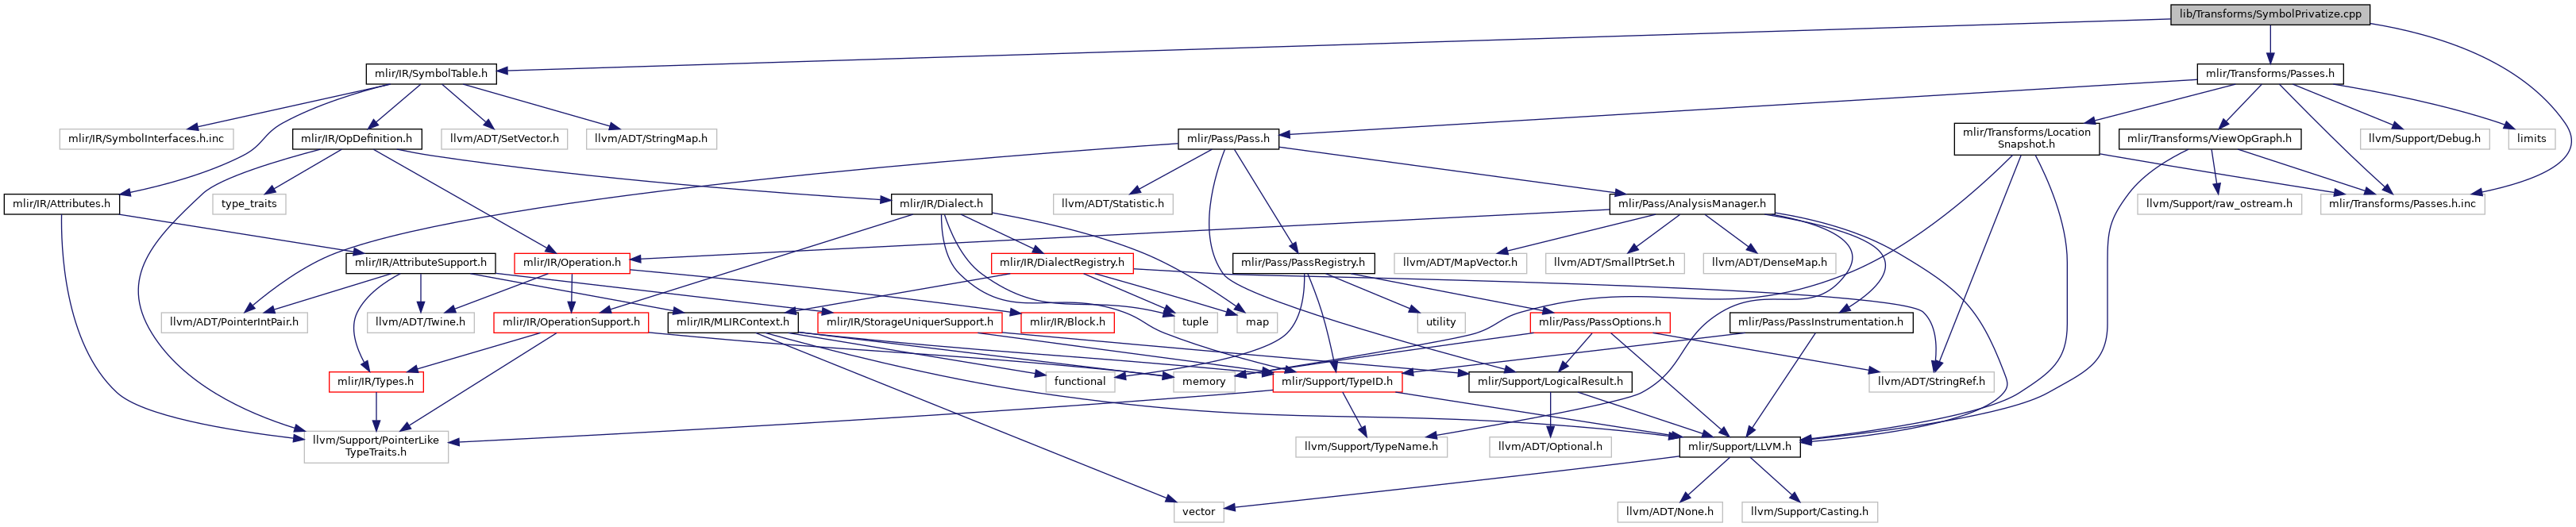 lib/Transforms/SymbolPrivatize.cpp
mlir/IR/SymbolTable.h
mlir/Transforms/Passes.h
mlir/IR/SymbolInterfaces.h.inc
mlir/IR/OpDefinition.h
llvm/ADT/SetVector.h
llvm/ADT/StringMap.h
mlir/Pass/Pass.h
mlir/Transforms/Location
Snapshot.h
mlir/Transforms/ViewOpGraph.h
llvm/Support/Debug.h
limits
mlir/IR/Attributes.h
type_traits
mlir/IR/Dialect.h
llvm/ADT/Statistic.h
mlir/Pass/AnalysisManager.h
llvm/Support/raw_ostream.h
mlir/Transforms/Passes.h.inc
mlir/IR/AttributeSupport.h
mlir/IR/Operation.h
mlir/IR/DialectRegistry.h
mlir/Pass/PassRegistry.h
llvm/ADT/MapVector.h
llvm/ADT/SmallPtrSet.h
llvm/ADT/DenseMap.h
llvm/ADT/PointerIntPair.h
llvm/ADT/Twine.h
mlir/IR/OperationSupport.h
mlir/IR/MLIRContext.h
mlir/IR/StorageUniquerSupport.h
mlir/IR/Block.h
tuple
map
utility
mlir/Pass/PassOptions.h
mlir/Pass/PassInstrumentation.h
mlir/IR/Types.h
functional
memory
mlir/Support/TypeID.h
mlir/Support/LogicalResult.h
llvm/ADT/StringRef.h
llvm/Support/PointerLike
TypeTraits.h
llvm/Support/TypeName.h
llvm/ADT/Optional.h
mlir/Support/LLVM.h
vector
llvm/ADT/None.h
llvm/Support/Casting.h